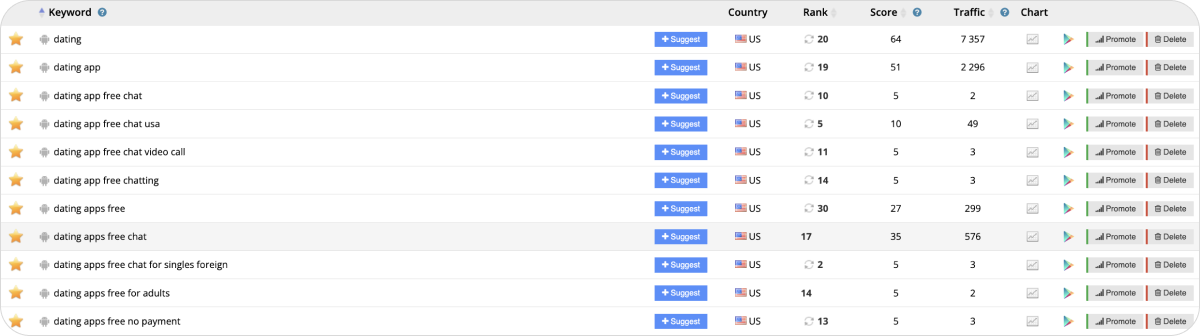 Keyword ? Country Rank Score ? Traffic ? Chart
dating + Suggest US 20 64 7 357 Promote Delete
dating app + Suggest US 19 51 2 296 Promote Delete
dating app free chat + Suggest US 10 5 2 Promote Delete
dating app free chat usa + Suggest US 5 10 49 Promote Delete
dating app free chat video call + Suggest US 11 5 3 Promote Delete
dating app free chatting + Suggest US 14 5 3 Promote Delete
dating apps free + Suggest US 30 27 299 Promote Delete
dating apps free chat + Suggest US 17 35 576 Promote Delete
dating apps free chat for singles foreign + Suggest US 2 5 3 Promote Delete
dating apps free for adults + Suggest US 14 5 2 Promote Delete
dating apps free no payment + Suggest US 13 5 3 Promote Delete